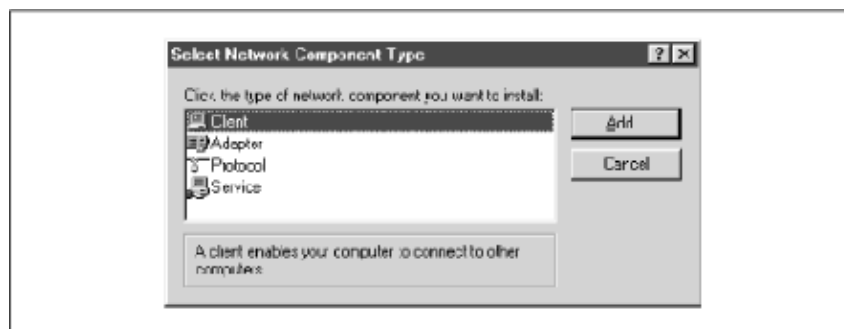 Select Network Component Type
Click the type of network component you want to install:
Client
Adapter
Protocol
Service
Add
Cancel
A client enables your computer to connect to other
computers